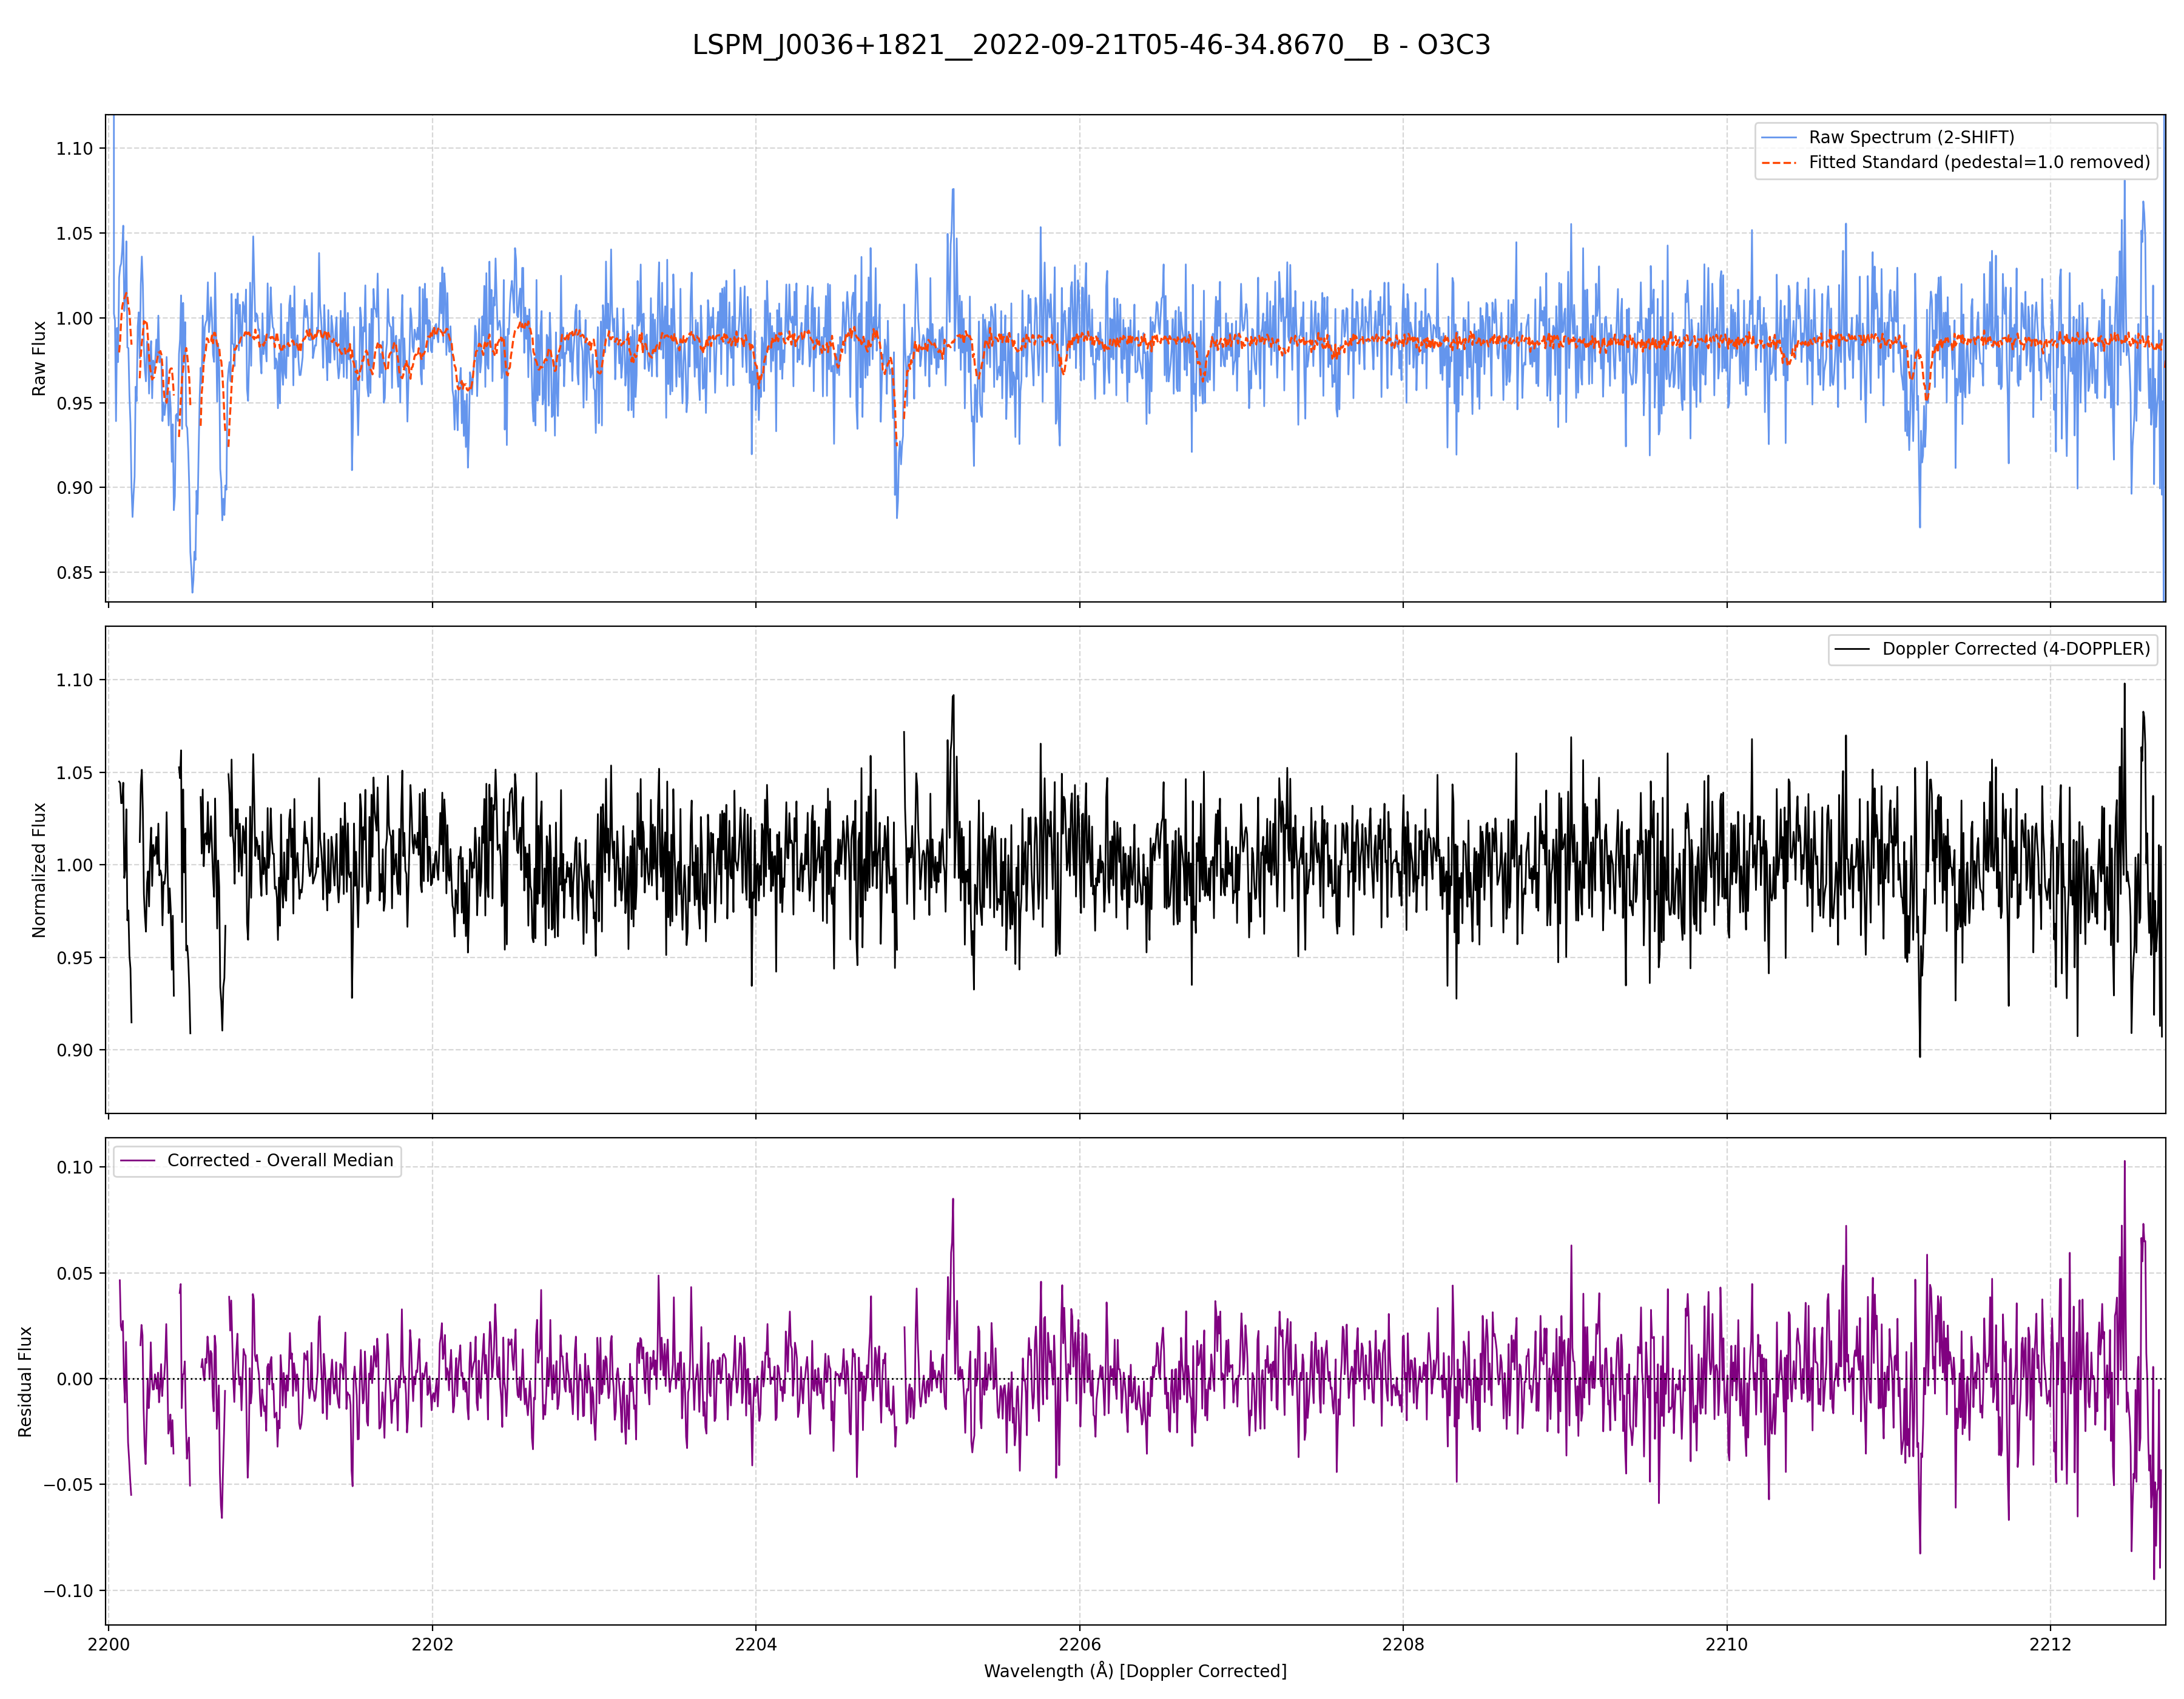 LSPM_J0036+1821__2022-09-21T05-46-34.8670__B - O3C3
Raw Spectrum (2-SHIFT)
Fitted Standard (pedestal=1.0 removed)
1.10
1.05
1.00
0.95
0.90
0.85
Raw Flux
Doppler Corrected (4-DOPPLER)
1.10
1.05
1.00
0.95
0.90
Normalized Flux
Corrected - Overall Median
0.10
0.05
0.00
−0.05
−0.10
Residual Flux
2200 2202 2204 2206 2208 2210 2212
Wavelength (Å) [Doppler Corrected]